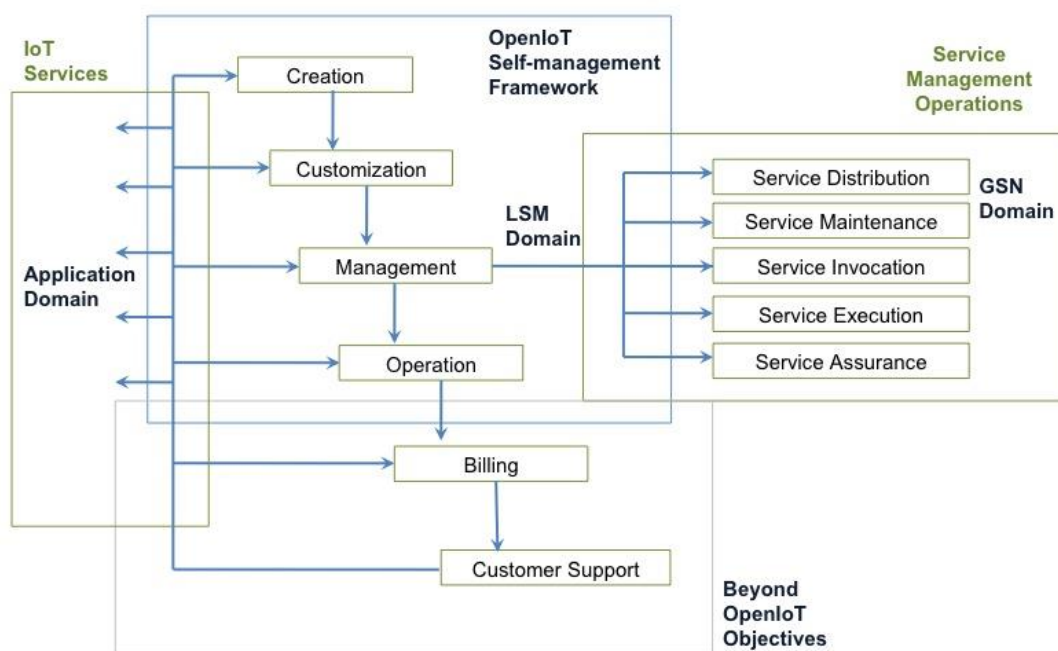 IoT
Services
OpenIoT
Self-management
Framework
Service
Management
Operations
Creation
Customization
Service Distribution
GSN
Domain
LSM
Domain
Service Maintenance
Application
Domain
Management
Service Invocation
Service Execution
Operation
Service Assurance
Billing
Customer Support
Beyond
OpenIoT
Objectives